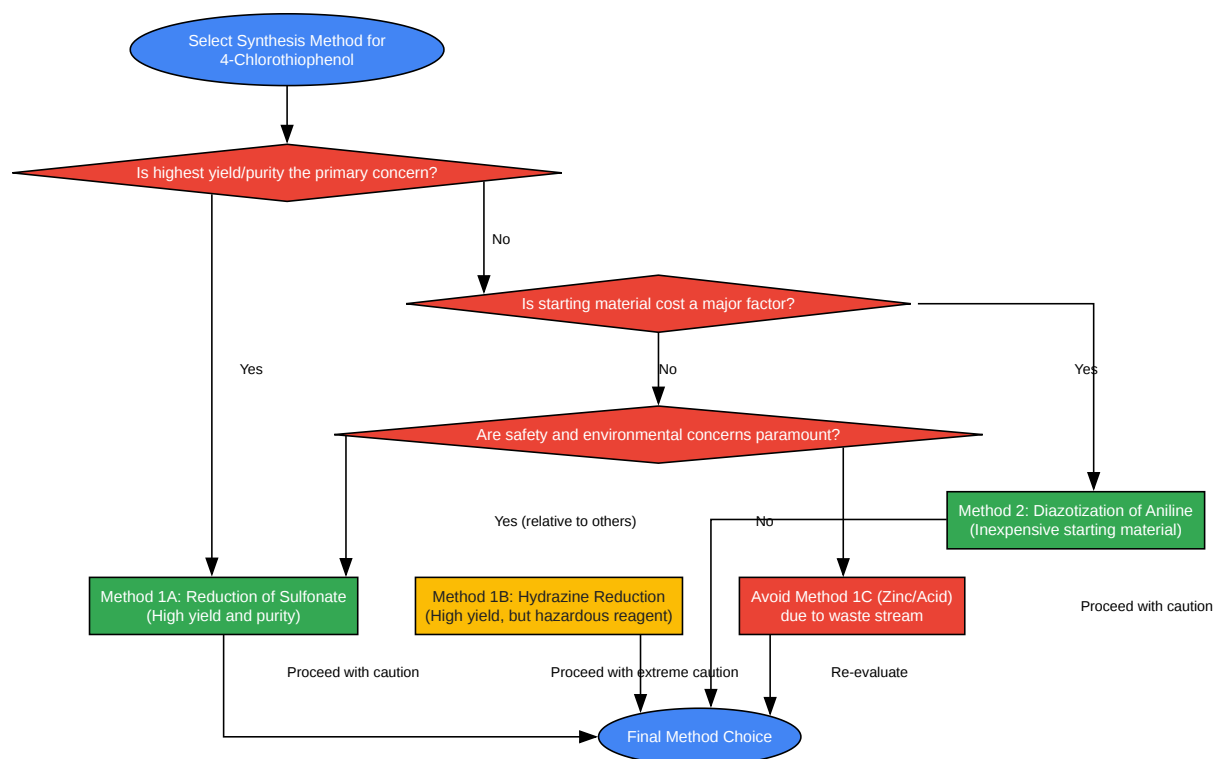 Select Synthesis Method for
4-Chlorothiophenol
Is highest yield/purity the primary concern?
No
Is starting material cost a major factor?
Yes
No
Yes
Are safety and environmental concerns paramount?
Yes (relative to others)
No
Method 2: Diazotization of Aniline
(Inexpensive starting material)
Method 1A: Reduction of Sulfonate
(High yield and purity)
Method 1B: Hydrazine Reduction
(High yield, but hazardous reagent)
Avoid Method 1C (Zinc/Acid)
due to waste stream
Proceed with caution
Proceed with caution
Proceed with extreme caution
Re-evaluate
Final Method Choice